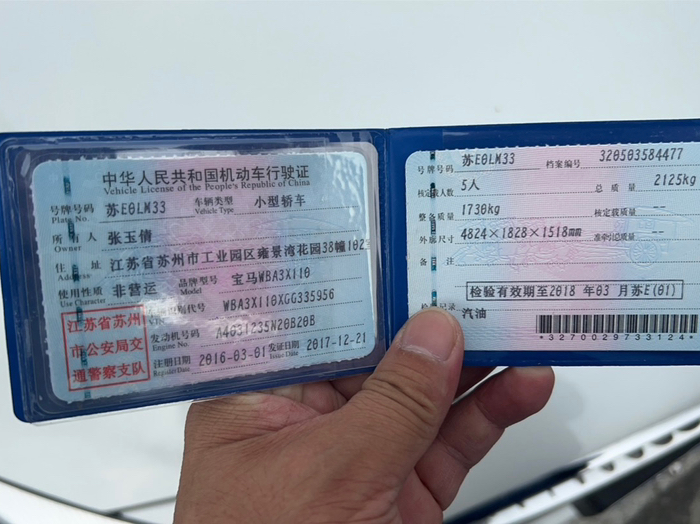 中华人民共和国机动车行驶证
Vehicle License of the People's Republic of China
号牌号码 苏E0LM33 车辆类型 小型轿车
Plate No. Vehicle Type
所有人 张玉倩
Owner
住址 江苏省苏州市工业园区雍景湾花园38幢102
Address
使用性质 非营运 品牌型号 宝马WBA3X110
Use Character Model
江苏省苏州
市公安局交
通警察支队
WBA3X110XGG335956
发动机号码 A4031235N20B20B
Engine No.
注册日期 2016-03-01 发证日期 2017-12-21
Register Date Issue Date
号牌号码 苏E0LM33 档案编号 320503584477
核定载人数 5人 总质量 2125kg
整备质量 1730kg 核定载质量
外廓尺寸 4824×1828×1518 准牵引总质量
备注
检验有效期至2018 年03 月苏E(01)
检验记录
汽油
*3270029733124*